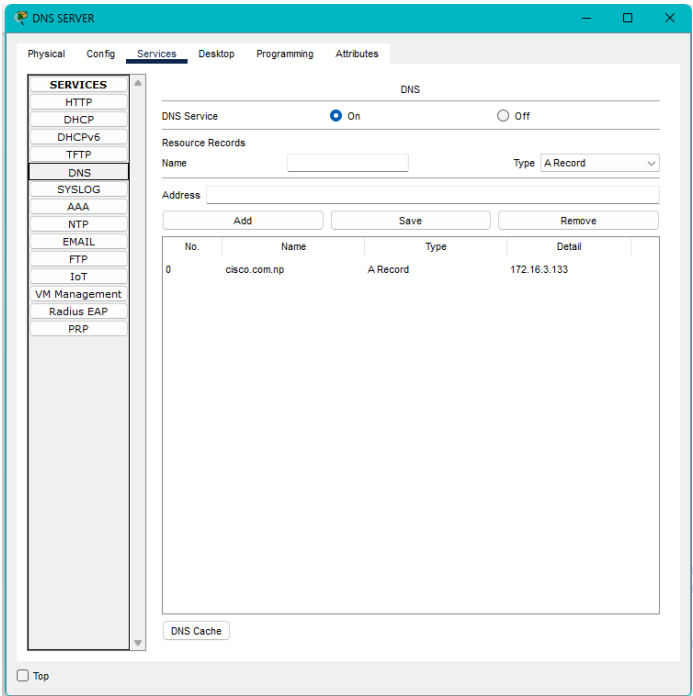 DNS SERVER
Physical Config Services Desktop Programming Attributes
SERVICES
HTTP
DHCP
DHCPv6
TFTP
DNS
SYSLOG
AAA
NTP
EMAIL
FTP
IoT
VM Management
Radius EAP
PRP
DNS
DNS Service On Off
Resource Records
Name Type A Record
Address
Add Save Remove
No. Name Type Detail
0 cisco.com.np A Record 172.16.3.133
DNS Cache
Top